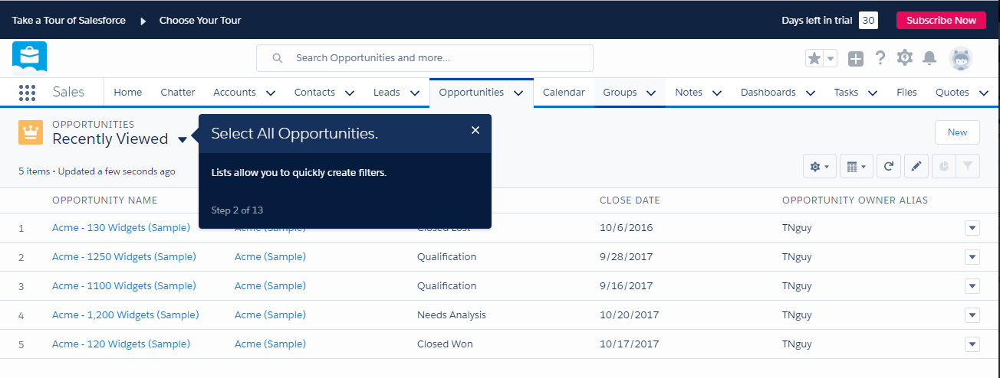 Take a Tour of Salesforce Choose Your Tour Days left in trial 30 Subscribe Now
Search Opportunities and more...
Sales Home Chatter Accounts Contacts Leads Opportunities Calendar Groups Notes Dashboards Tasks Files Quotes
OPPORTUNITIES
Recently Viewed
New
5 items • Updated a few seconds ago
Select All Opportunities.
Lists allow you to quickly create filters.
Step 2 of 13
OPPORTUNITY NAME CLOSE DATE OPPORTUNITY OWNER ALIAS
1 Acme - 130 Widgets (Sample) Acme (Sample) Closed Lost 10/6/2016 TNguy
2 Acme - 1250 Widgets (Sample) Acme (Sample) Qualification 9/28/2017 TNguy
3 Acme - 1100 Widgets (Sample) Acme (Sample) Qualification 9/16/2017 TNguy
4 Acme - 1,200 Widgets (Sample) Acme (Sample) Needs Analysis 10/20/2017 TNguy
5 Acme - 120 Widgets (Sample) Acme (Sample) Closed Won 10/17/2017 TNguy